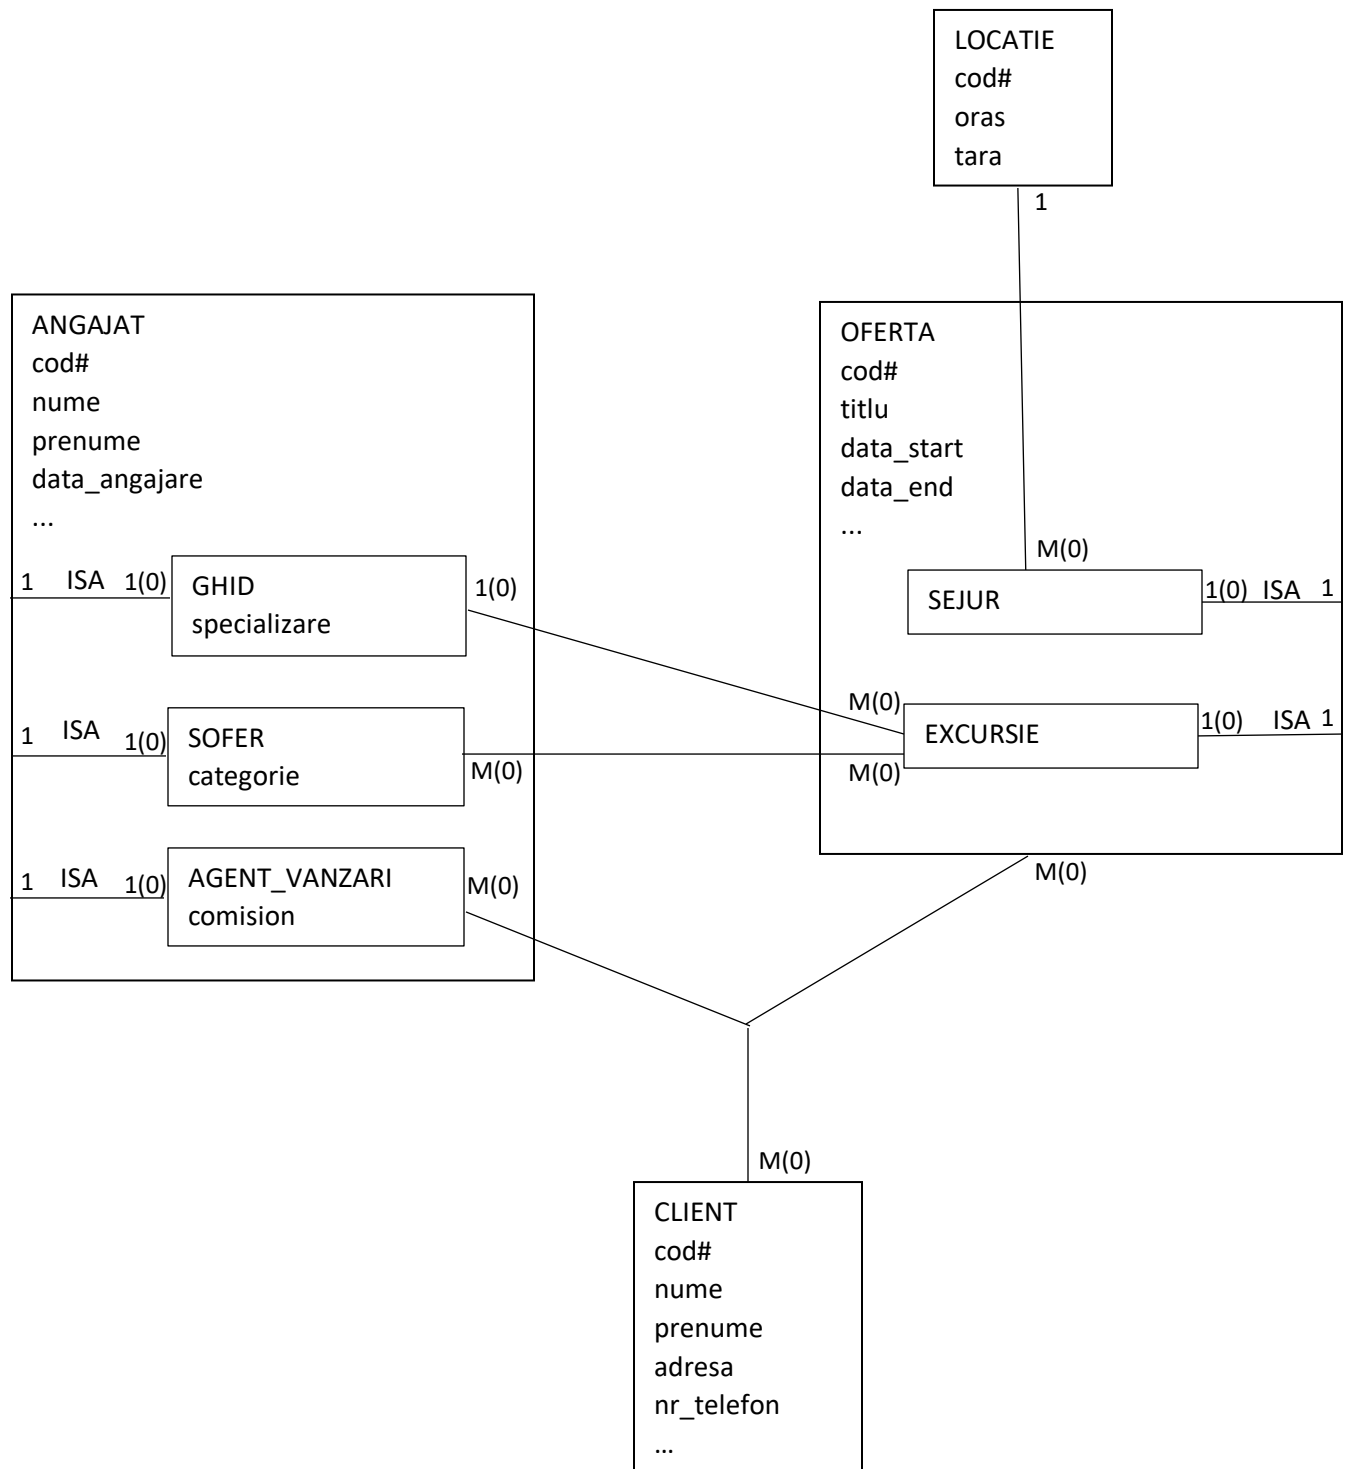 LOCATIE
cod#
oras
tara
1
ANGAJAT
cod#
nume
prenume
data_angajare
...
OFERTA
cod#
titlu
data_start
data_end
...
M(0)
1 ISA 1(0)
GHID
specializare
1(0)
SEJUR
1(0) ISA 1
M(0)
1 ISA 1(0)
SOFER
categorie
M(0)
M(0)
EXCURSIE
1(0) ISA 1
1 ISA 1(0)
AGENT_VANZARI
comision
M(0)
M(0)
M(0)
CLIENT
cod#
nume
prenume
adresa
nr_telefon
...